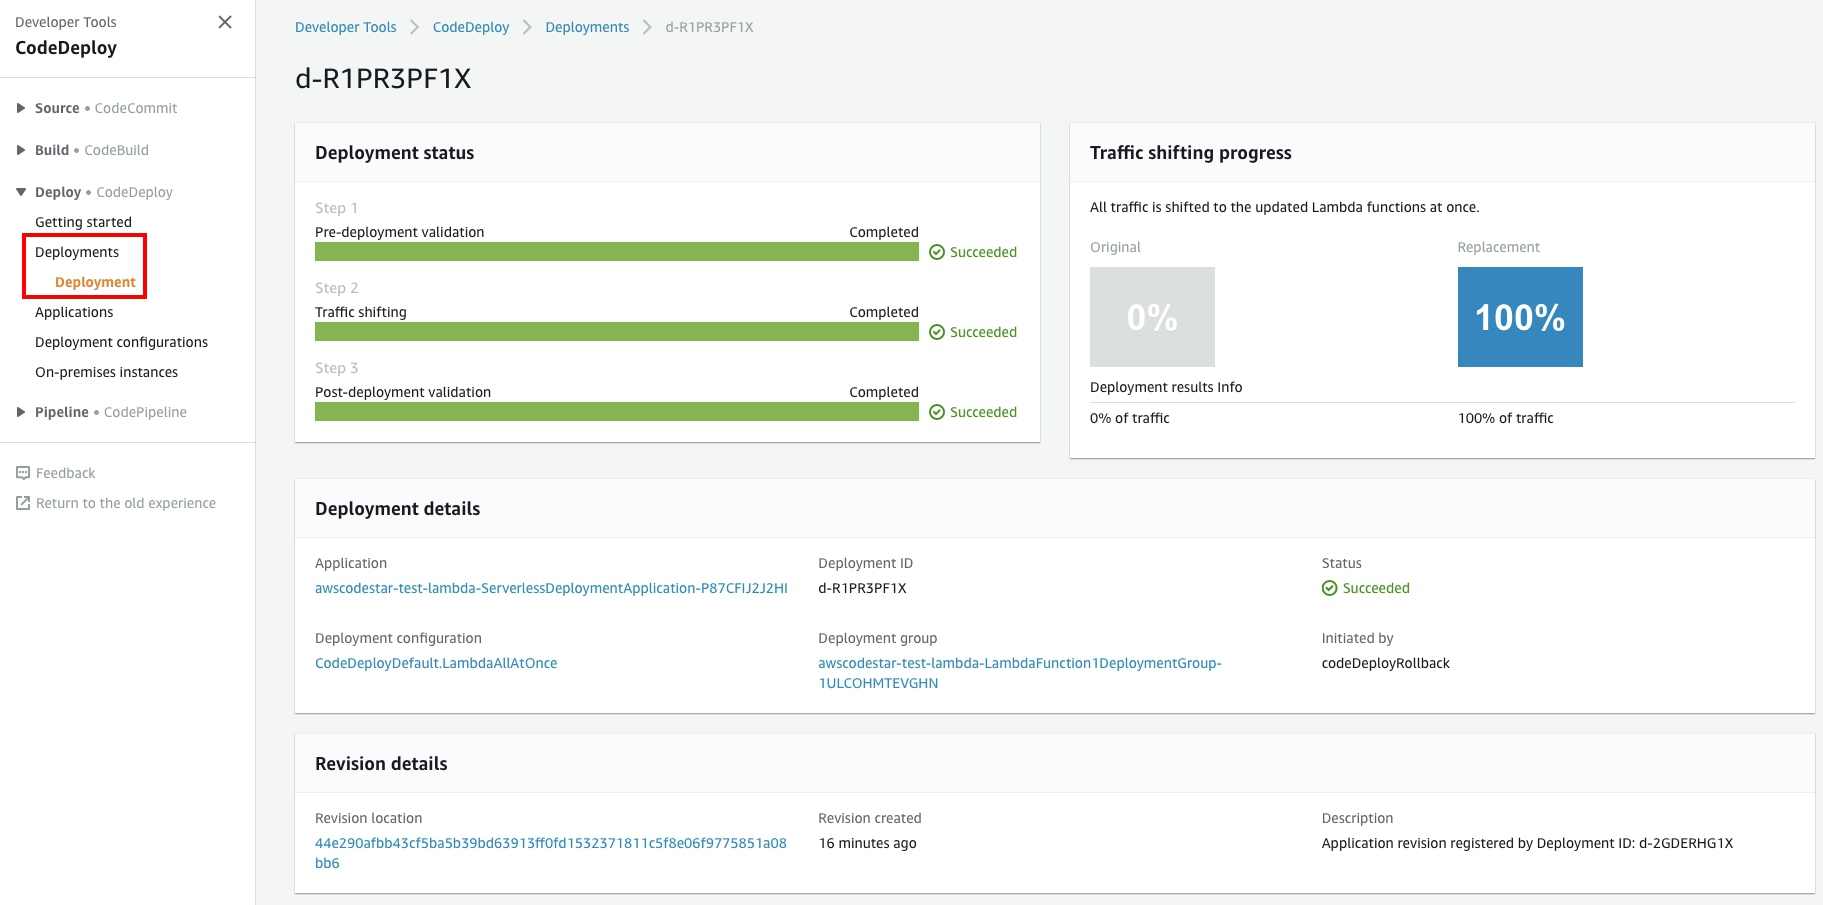 Developer Tools
CodeDeploy
Source • CodeCommit
Build • CodeBuild
Deploy • CodeDeploy
Getting started
Deployments
Deployment
Applications
Deployment configurations
On-premises instances
Pipeline • CodePipeline
Feedback
Return to the old experience
Developer Tools > CodeDeploy > Deployments > d-R1PR3PF1X
d-R1PR3PF1X
Deployment status
Step 1
Pre-deployment validation Completed
Succeeded
Step 2
Traffic shifting Completed
Succeeded
Step 3
Post-deployment validation Completed
Succeeded
Traffic shifting progress
All traffic is shifted to the updated Lambda functions at once.
Original Replacement
0% 100%
Deployment results Info
0% of traffic 100% of traffic
Deployment details
Application Deployment ID Status
awscodestar-test-lambda-ServerlessDeploymentApplication-P87CFIJ2J2HI d-R1PR3PF1X Succeeded
Deployment configuration Deployment group Initiated by
CodeDeployDefault.LambdaAllAtOnce awscodestar-test-lambda-LambdaFunction1DeploymentGroup- codeDeployRollback
1ULCOHMTEVGHN
Revision details
Revision location Revision created Description
44e290afbb43cf5ba5b39bd63913ff0fd1532371811c5f8e06f9775851a08 16 minutes ago Application revision registered by Deployment ID: d-2GDERHG1X
bb6